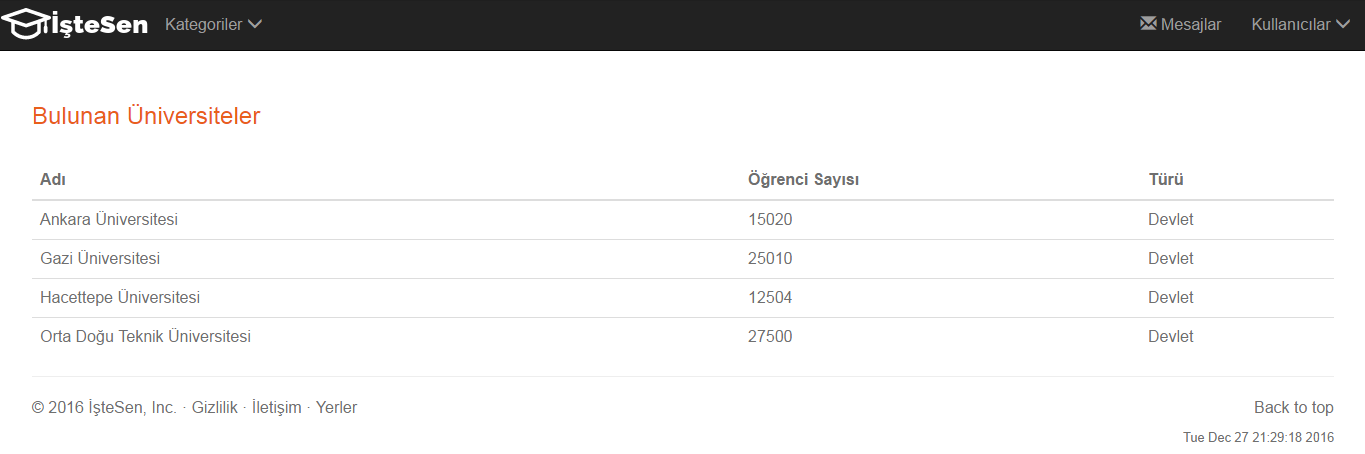 İşteSen Kategoriler Mesajlar Kullanıcılar
Bulunan Üniversiteler
Adı Öğrenci Sayısı Türü
Ankara Üniversitesi 15020 Devlet
Gazi Üniversitesi 25010 Devlet
Hacettepe Üniversitesi 12504 Devlet
Orta Doğu Teknik Üniversitesi 27500 Devlet
© 2016 İşteSen, Inc. · Gizlilik · İletişim · Yerler Back to top
Tue Dec 27 21:29:18 2016